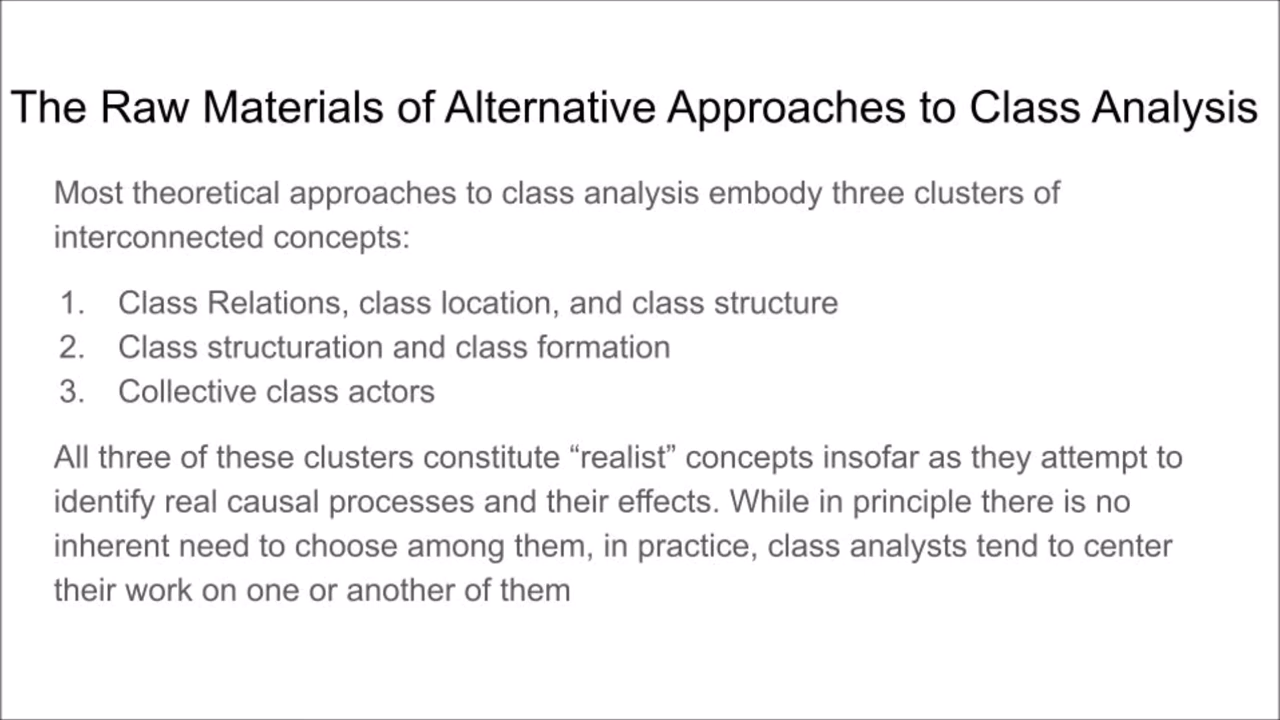 The Raw Materials of Alternative Approaches to Class Analysis
Most theoretical approaches to class analysis embody three clusters of
interconnected concepts:
1. Class Relations, class location, and class structure
2. Class structuration and class formation
3. Collective class actors
All three of these clusters constitute “realist” concepts insofar as they attempt to
identify real causal processes and their effects. While in principle there is no
inherent need to choose among them, in practice, class analysts tend to center
their work on one or another of them